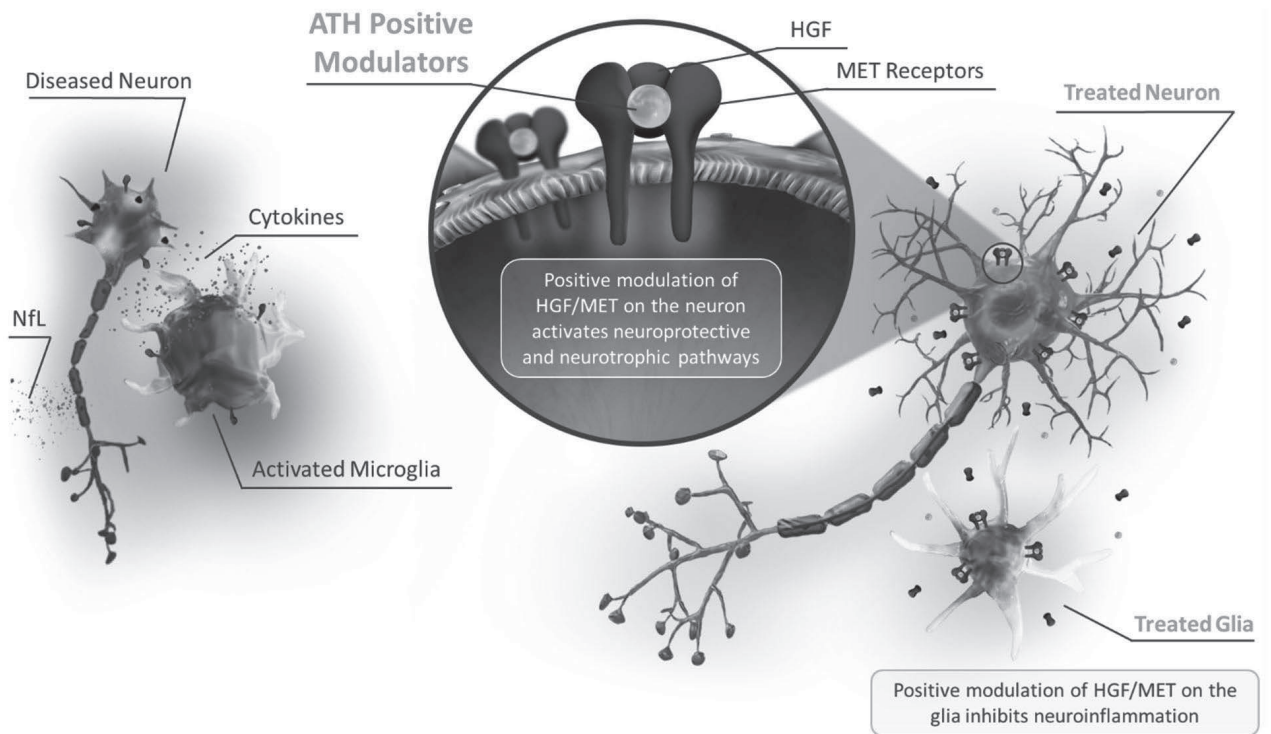 Diseased Neuron
Cytokines
NfL
Activated Microglia
ATH Positive
Modulators
HGF
MET Receptors
Positive modulation of
HGF/MET on the neuron
activates neuroprotective
and neurotrophic pathways
Treated Neuron
Treated Glia
Positive modulation of HGF/MET on the
glia inhibits neuroinflammation